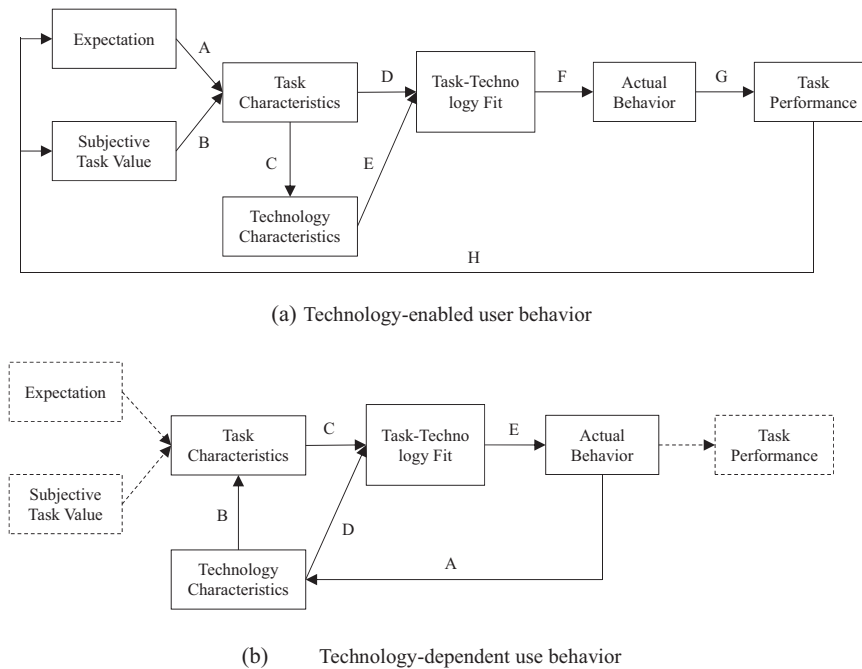 Expectation
A
Subjective
Task Value
B
Task
Characteristics
C
Technology
Characteristics
D
E
Task-Techno
logy Fit
F
Actual
Behavior
G
Task
Performance
H
(a) Technology-enabled user behavior
Expectation
Subjective
Task Value
Task
Characteristics
B
Technology
Characteristics
C
D
Task-Techno
logy Fit
E
Actual
Behavior
A
Task
Performance
(b) Technology-dependent use behavior